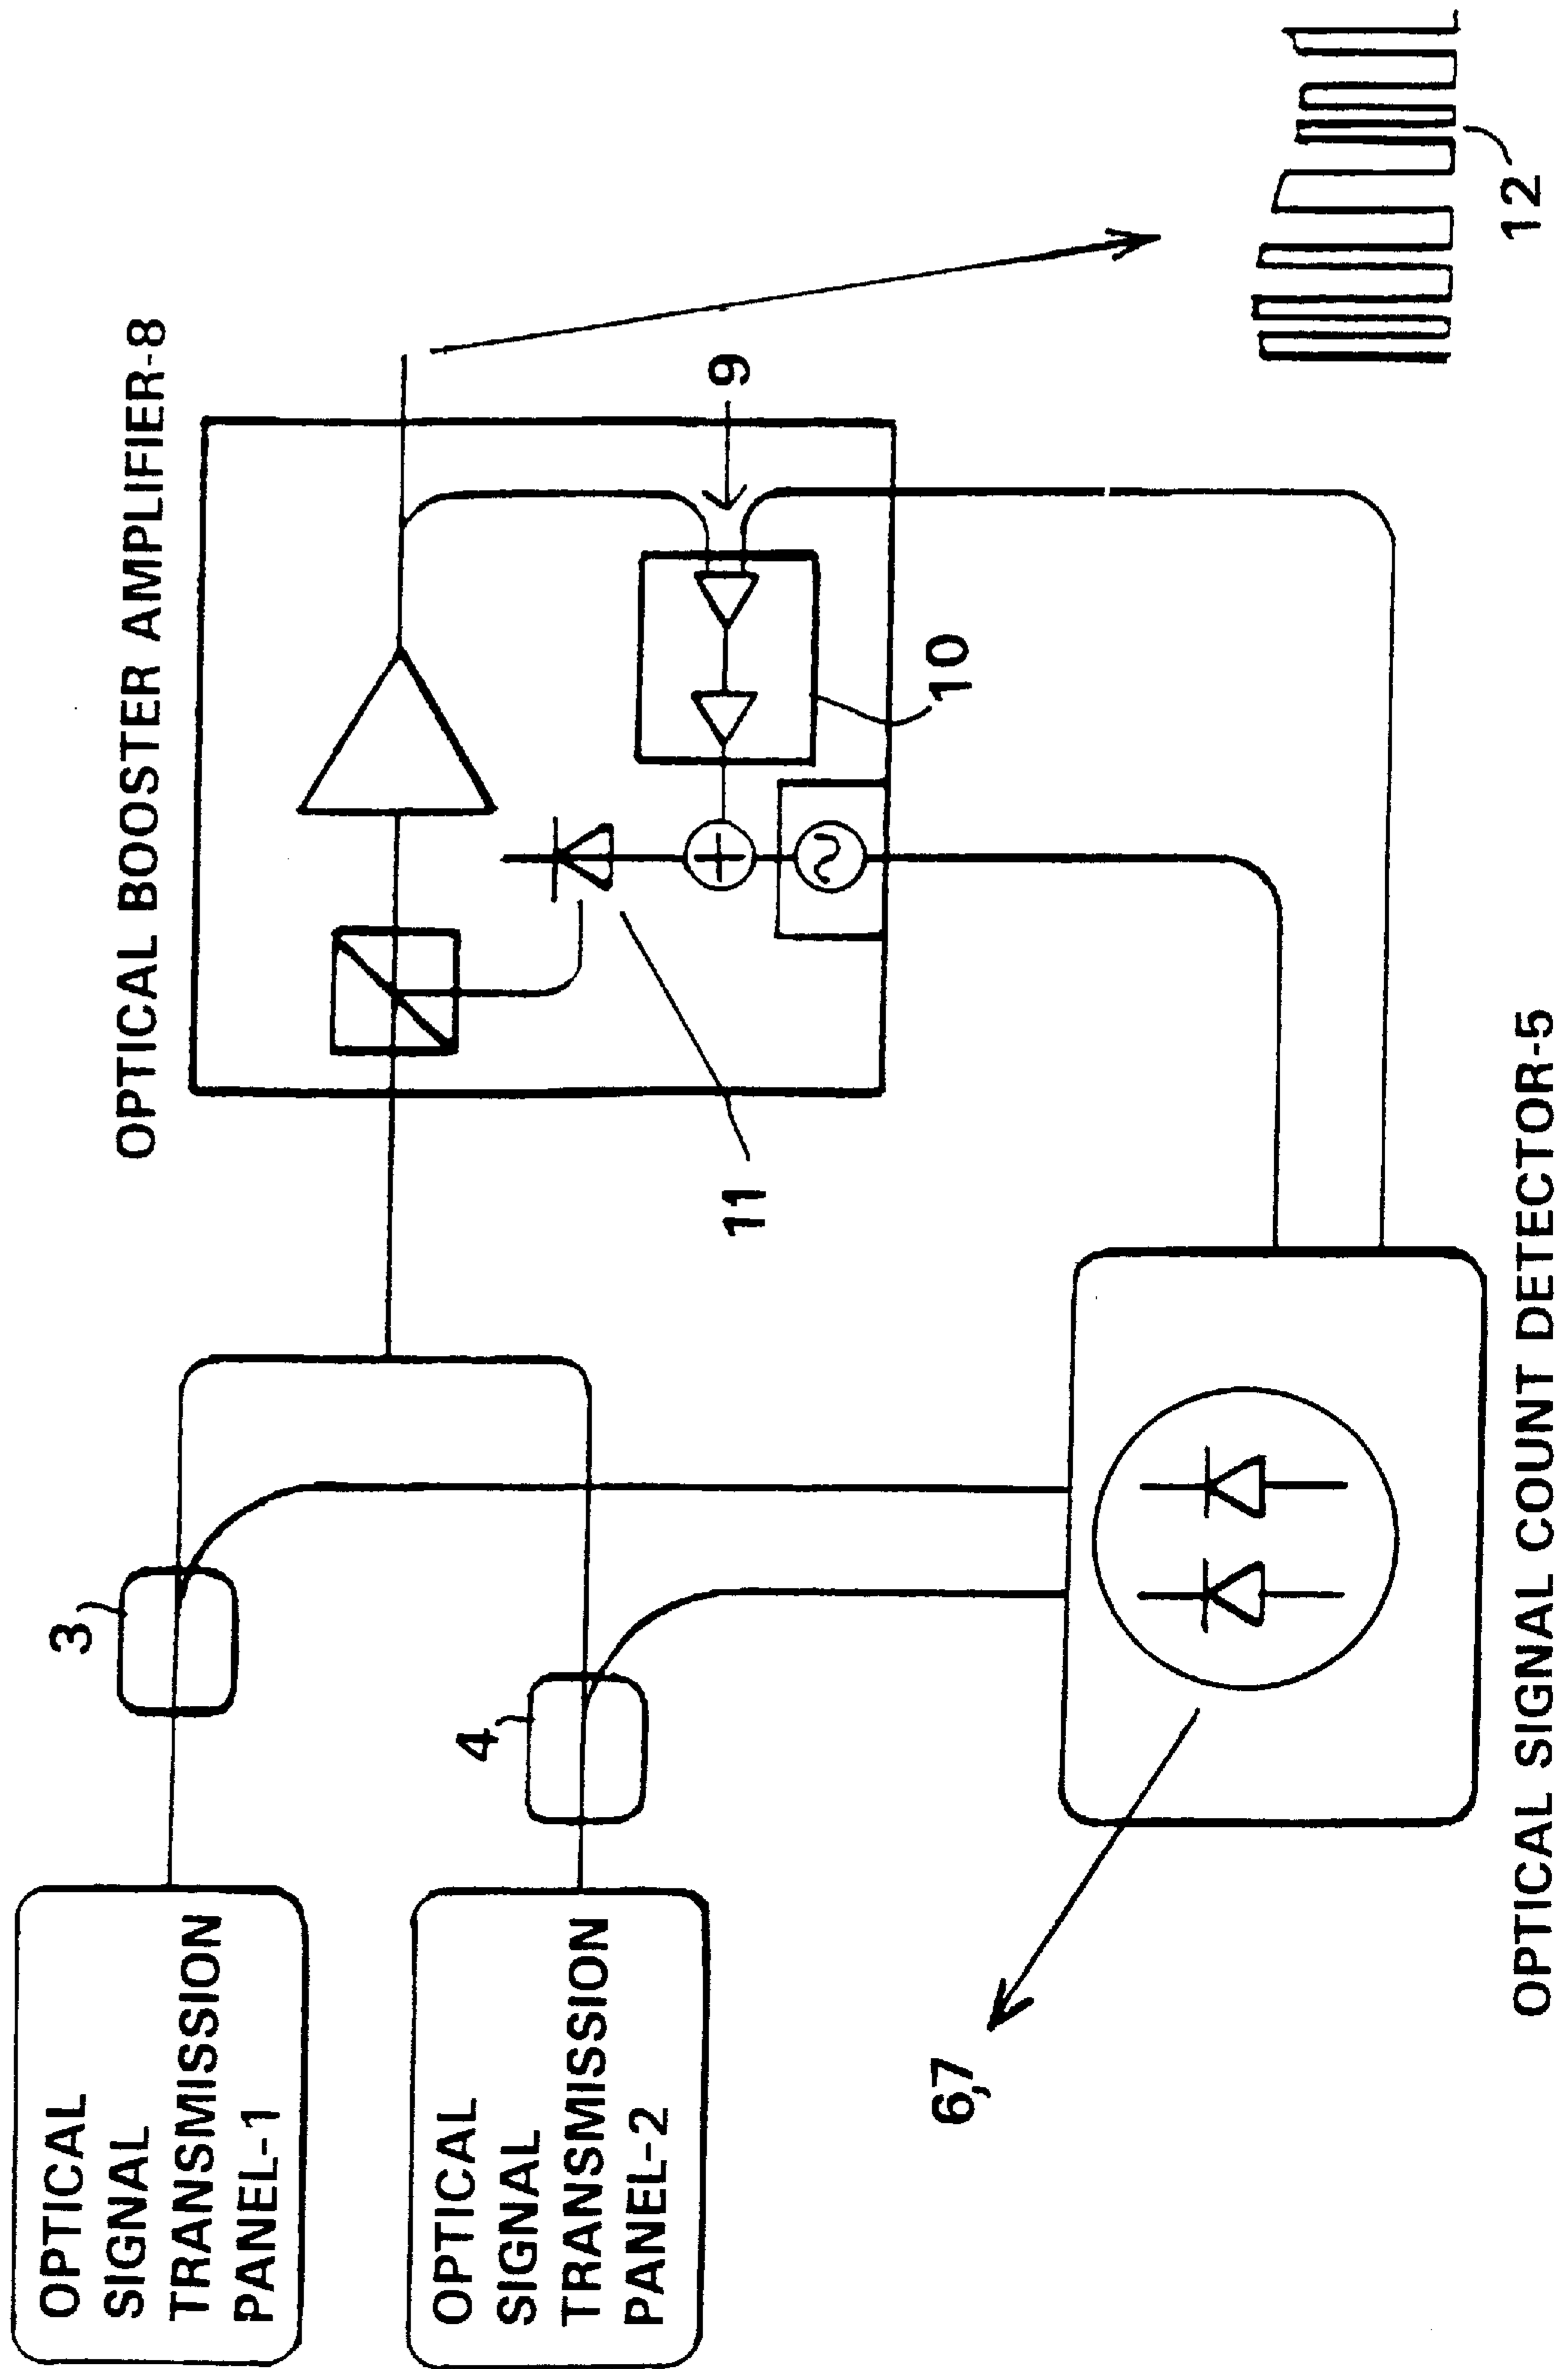 OPTICAL
SIGNAL
TRANSMISSION
PANEL-1
3
OPTICAL
SIGNAL
TRANSMISSION
PANEL-2
4
OPTICAL BOOSTER AMPLIFIER-8
9
10
11
12
6,7
OPTICAL SIGNAL COUNT DETECTOR-5